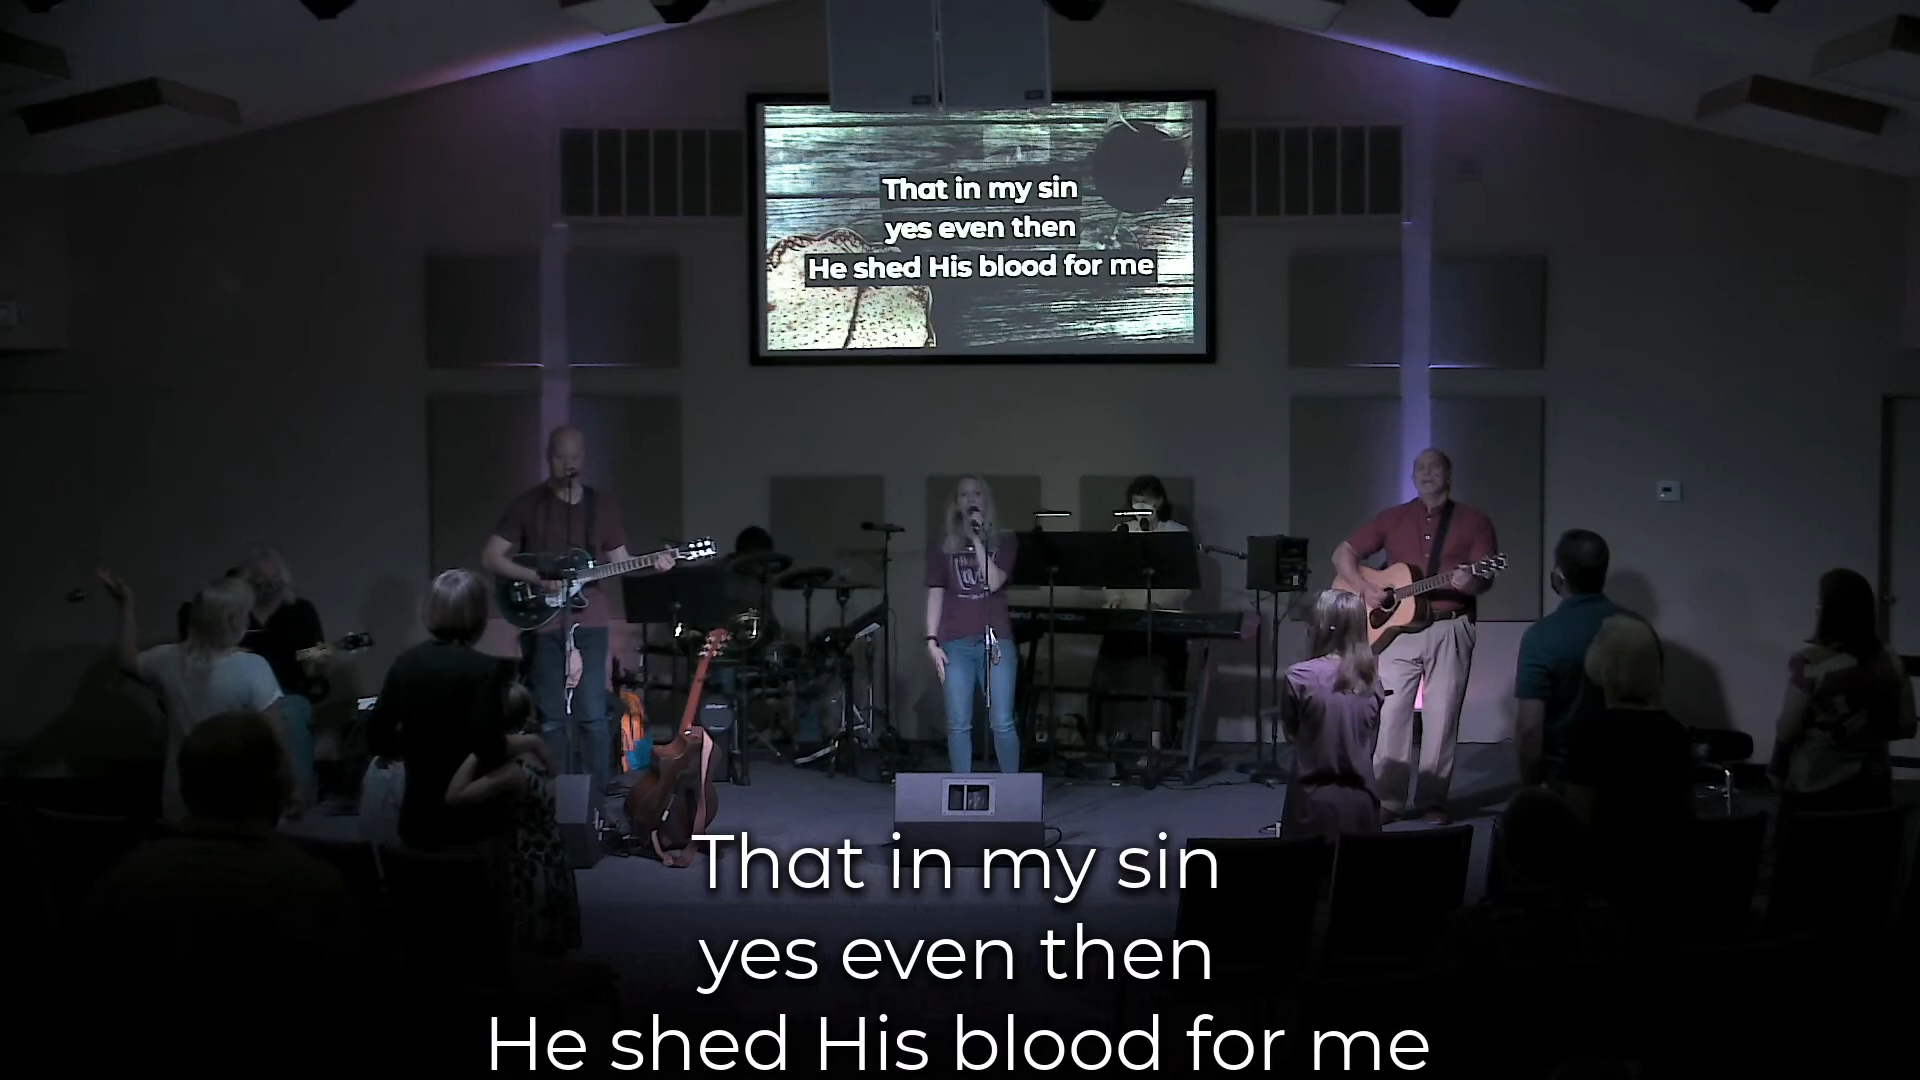 That in my sin
yes even then
He shed His blood for me
That in my sin
yes even then
He shed His blood for me